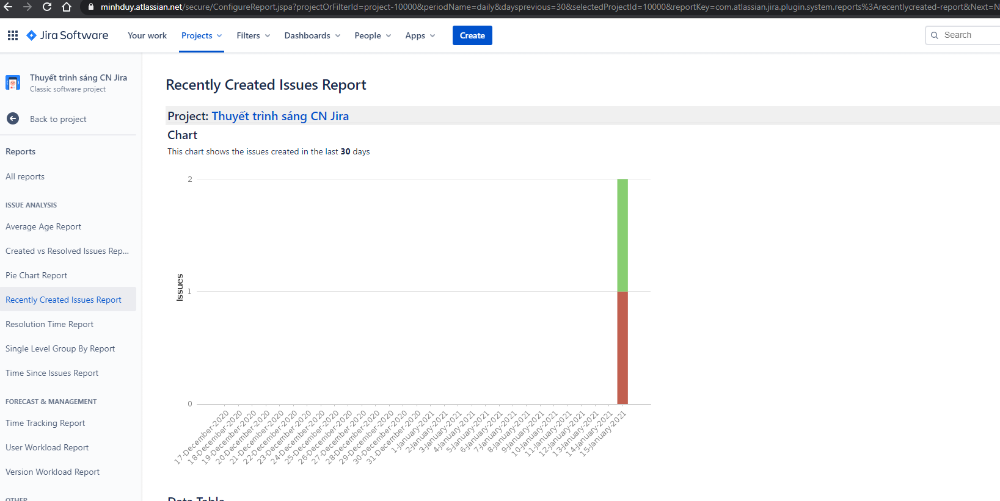 minhduy.atlassian.net/secure/ConfigureReport.jspa?projectOrFilterId=project-10000&periodName=daily&daysprevious=30&selectedProjectId=10000&reportKey=com.atlassian.jira.plugin.system.reports%3Arecentlycreated-report&Next=N
Jira Software
Your work
Projects
Filters
Dashboards
People
Apps
Create
Search
Thuyết trình sáng CN Jira
Classic software project
Back to project
Reports
All reports
ISSUE ANALYSIS
Average Age Report
Created vs Resolved Issues Rep...
Pie Chart Report
Recently Created Issues Report
Resolution Time Report
Single Level Group By Report
Time Since Issues Report
FORECAST & MANAGEMENT
Time Tracking Report
User Workload Report
Version Workload Report
OTHER
Recently Created Issues Report
Project: Thuyết trình sáng CN Jira
Chart
This chart shows the issues created in the last 30 days
2
1
0
Issues
17-December-2020
18-December-2020
19-December-2020
20-December-2020
21-December-2020
22-December-2020
23-December-2020
24-December-2020
25-December-2020
26-December-2020
27-December-2020
28-December-2020
29-December-2020
30-December-2020
31-December-2020
1-January-2021
2-January-2021
3-January-2021
4-January-2021
5-January-2021
6-January-2021
7-January-2021
8-January-2021
9-January-2021
10-January-2021
11-January-2021
12-January-2021
13-January-2021
14-January-2021
15-January-2021
Data Table